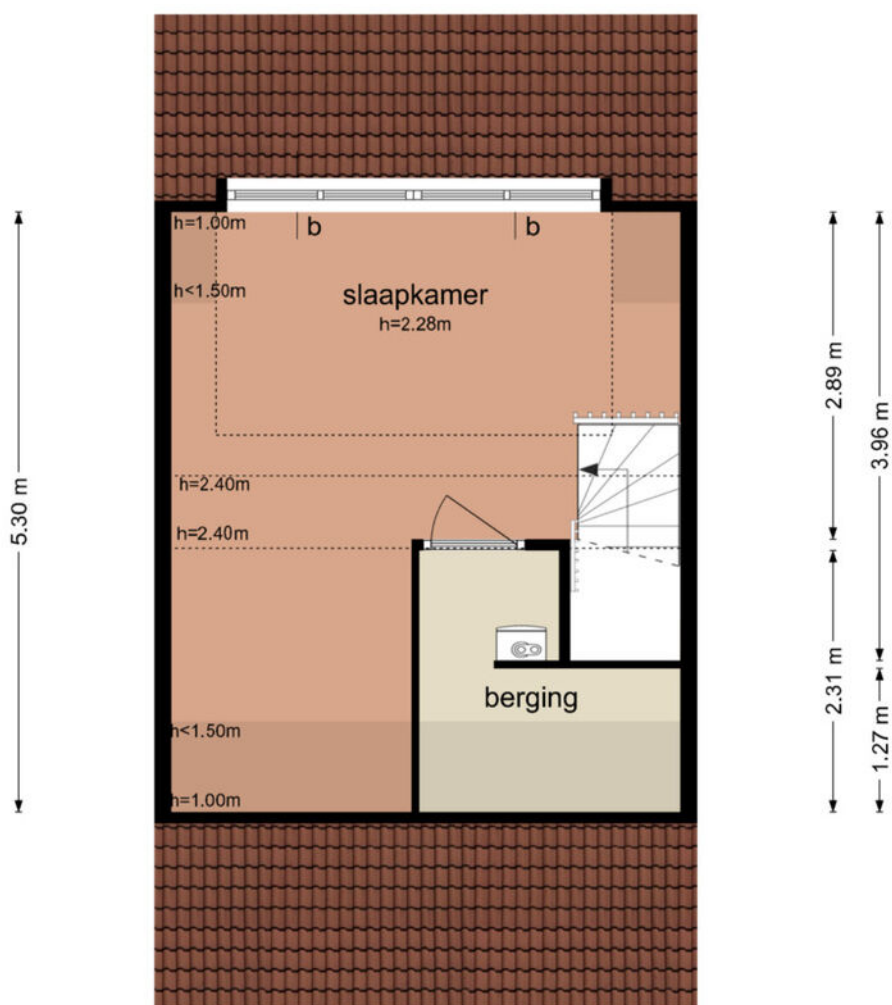 h=1.00m
b
b
h<1.50m
slaapkamer
h=2.28m
2.89 m
3.96 m
h=2.40m
5.30 m
h=2.40m
2.31 m
berging
h<1.50m
1.27 m
h=1.00m